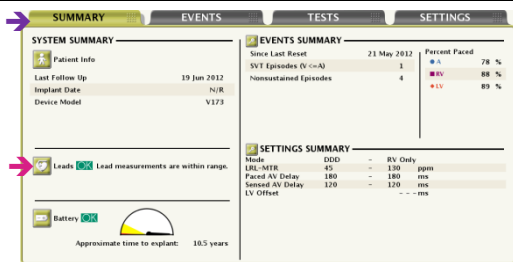 SUMMARY EVENTS TESTS SETTINGS
SYSTEM SUMMARY
Patient Info
Last Follow Up 19 Jun 2012
Implant Date N/R
Device Model V173
Leads OK Lead measurements are within range.
Battery OK
Approximate time to explant: 10.5 years
EVENTS SUMMARY
Since Last Reset 21 May 2012
SVT Episodes (V <=A) 1
Nonsustained Episodes 4
Percent Paced
A 78 %
RV 88 %
LV 89 %
SETTINGS SUMMARY
Mode DDD - RV Only
LRL-MTR 45 - 130 ppm
Paced AV Delay 180 - 180 ms
Sensed AV Delay 120 - 120 ms
LV Offset - - - ms